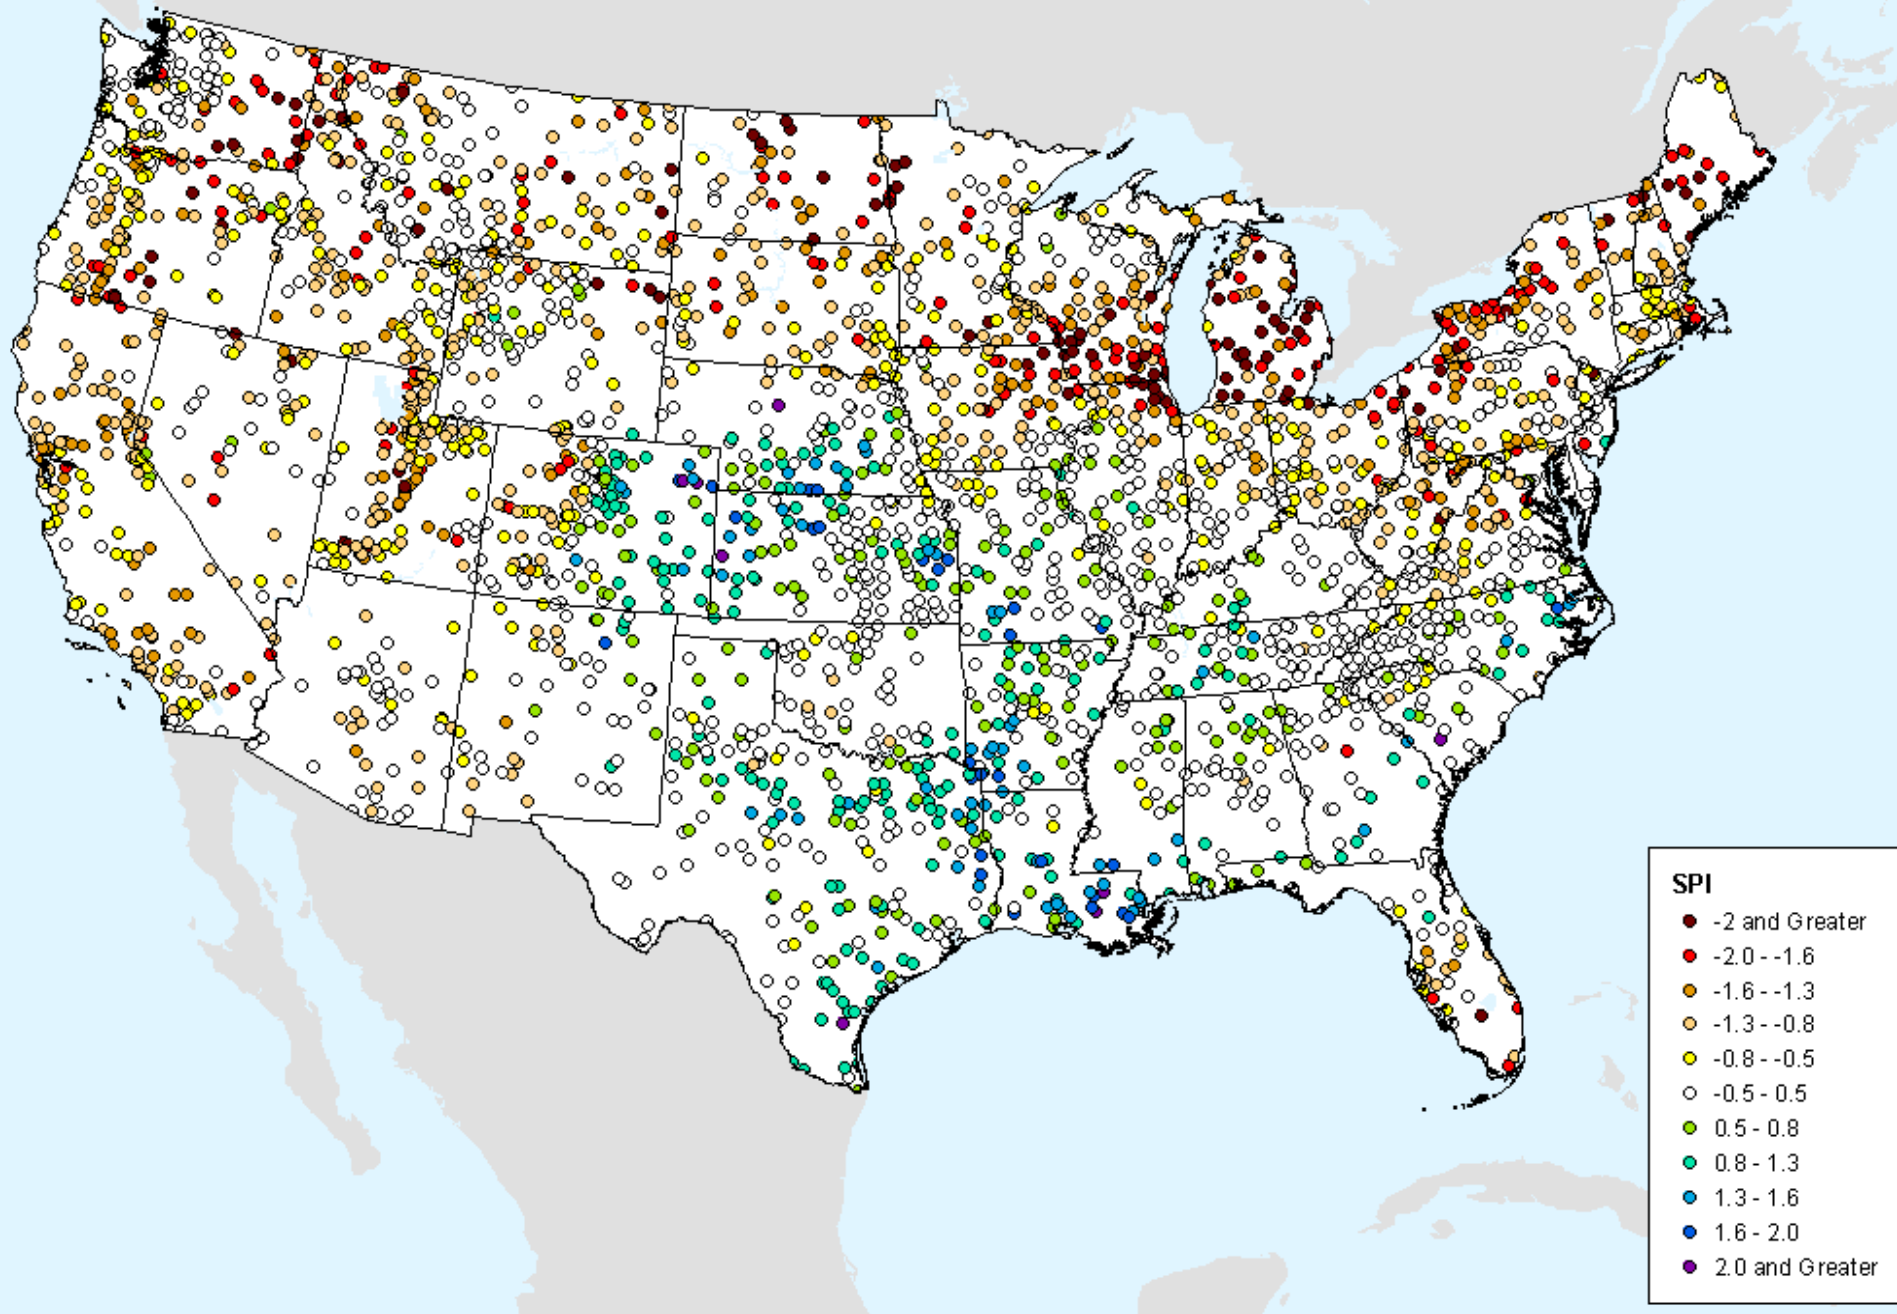 SPI
-2 and Greater
-2.0 - -1.6
-1.6 - -1.3
-1.3 - -0.8
-0.8 - -0.5
-0.5 - 0.5
0.5 - 0.8
0.8 - 1.3
1.3 - 1.6
1.6 - 2.0
2.0 and Greater